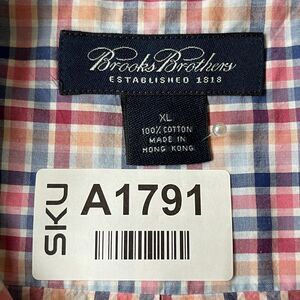 Brooks Brothers
ESTABLISHED 1818
XL
100% COTTON
MADE IN
HONG KONG
SKU
A1791